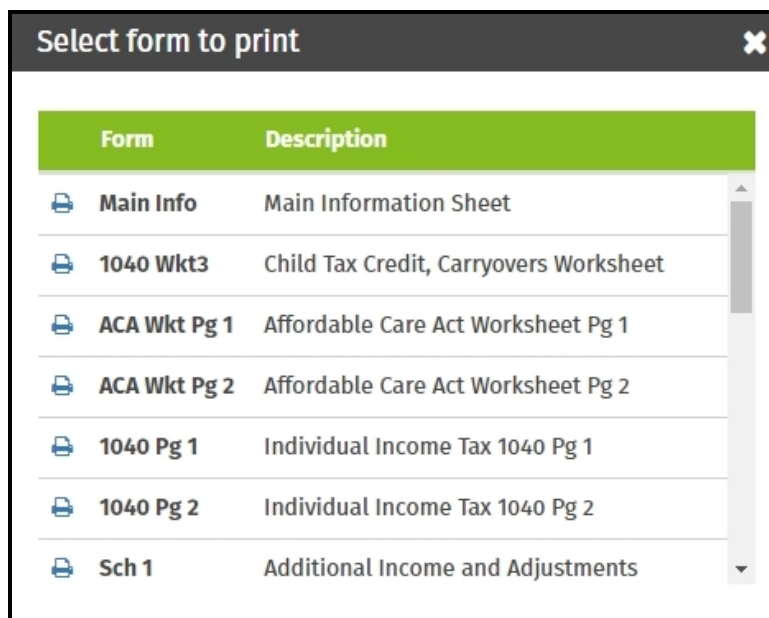 Select form to print
Form Description
Main Info Main Information Sheet
1040 Wkt3 Child Tax Credit, Carryovers Worksheet
ACA Wkt Pg 1 Affordable Care Act Worksheet Pg 1
ACA Wkt Pg 2 Affordable Care Act Worksheet Pg 2
1040 Pg 1 Individual Income Tax 1040 Pg 1
1040 Pg 2 Individual Income Tax 1040 Pg 2
Sch 1 Additional Income and Adjustments